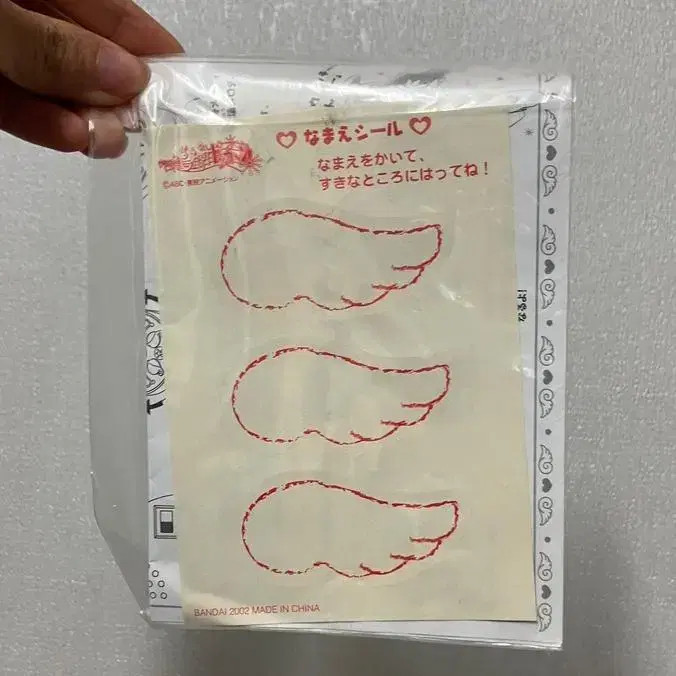 ♡ なまえシール ♡
なまえをかいて、
すきなところにはってね！
©ABC・東映アニメーション
BANDAI 2002 MADE IN CHINA